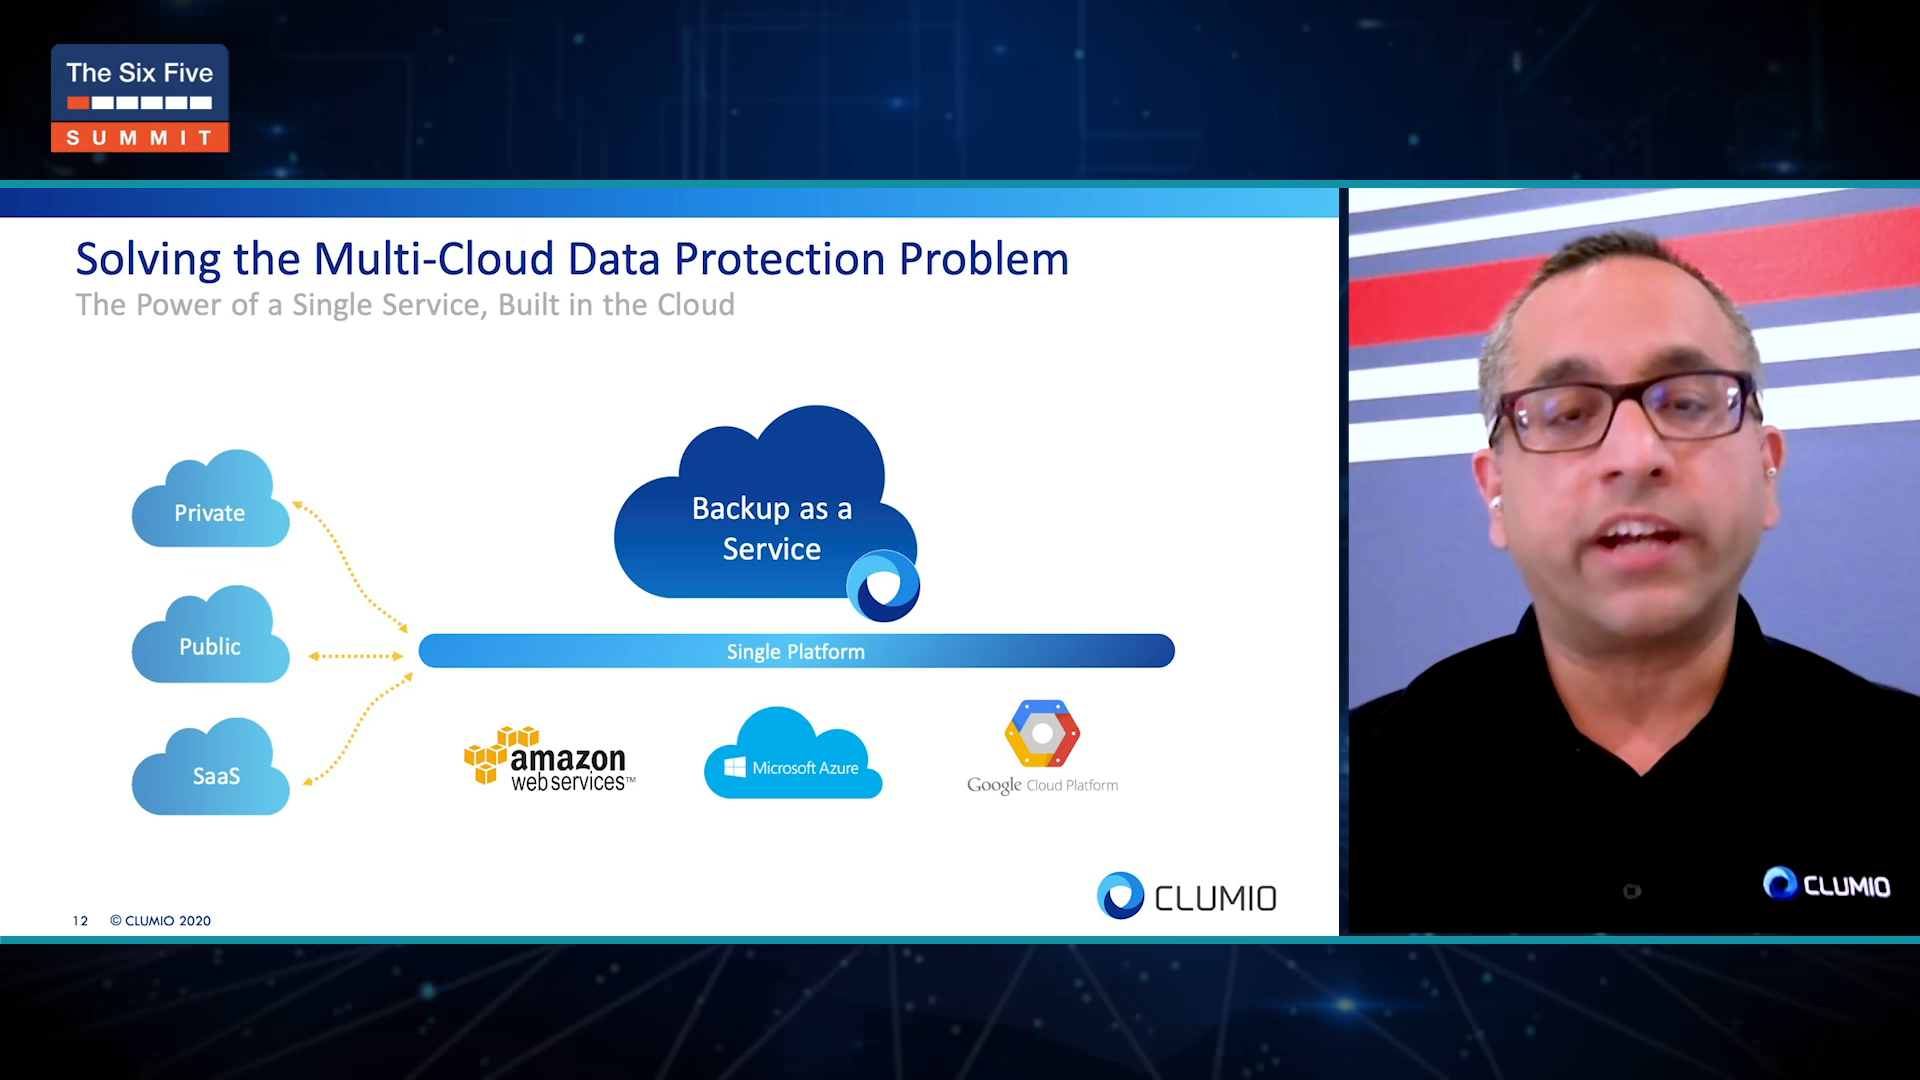 The Six Five
SUMMIT
Solving the Multi-Cloud Data Protection Problem
The Power of a Single Service, Built in the Cloud
Private
Public
SaaS
Backup as a
Service
Single Platform
amazon
web services™
Microsoft Azure
Google Cloud Platform
CLUMIO
12 © CLUMIO 2020
CLUMIO